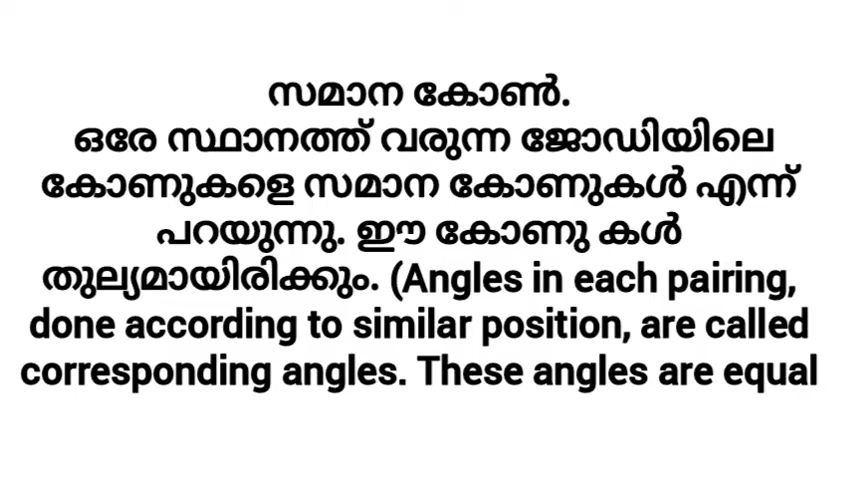 സമാന കോൺ.
ഒരേ സ്ഥാനത്ത് വരുന്ന ജോഡിയിലെ
കോണുകളെ സമാന കോണുകൾ എന്ന്
പറയുന്നു. ഈ കോണു കൾ
തുല്യമായിരിക്കും. (Angles in each pairing,
done according to similar position, are called
corresponding angles. These angles are equal